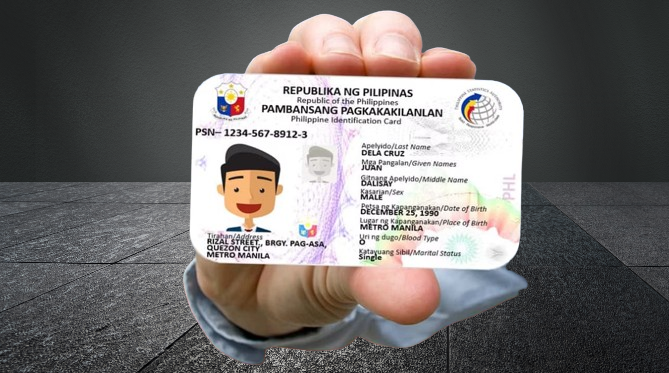 REPUBLIKA NG PILIPINAS
Republic of the Philippines
PAMBANSANG PAGKAKAKILANLAN
Philippine Identification Card
PSN– 1234-567-8912-3
Apelyido/Last Name
DELA CRUZ
Mga Pangalan/Given Names
JUAN
Gitnang Apelyido/Middle Name
DALISAY
Kasarian/Sex
MALE
Petsa ng Kapanganakan/Date of Birth
DECEMBER 25, 1990
Lugar ng Kapanganakan/Place of Birth
METRO MANILA
Uri ng dugo/Blood Type
O
Katayuang Sibil/Marital Status
Single
PHL
Tirahan/Address
RIZAL STREET,, BRGY. PAG-ASA,
QUEZON CITY
METRO MANILA